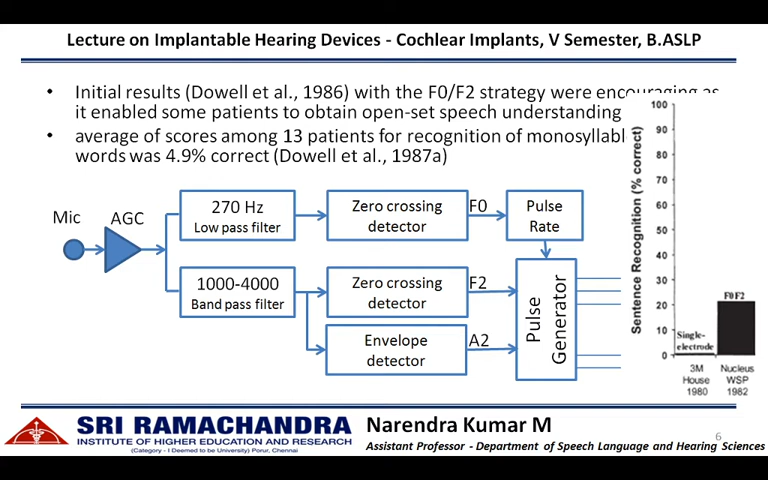 Lecture on Implantable Hearing Devices - Cochlear Implants, V Semester, B.ASLP
• Initial results (Dowell et al., 1986) with the F0/F2 strategy were encouraging as
it enabled some patients to obtain open-set speech understanding
• average of scores among 13 patients for recognition of
words was 4.9% correct (Dowell et al., 1987a)
Mic
AGC
270 Hz
Low pass filter
Zero crossing
detector
F0
Pulse
Rate
1000-4000
Band pass filter
Zero crossing
detector
F2
Envelope
detector
A2
Pulse
Generator
Sentence Recognition (% correct)
100
90
80
70
60
50
40
30
20
10
0
Single-
electrode
F0F2
3M
House
1980
Nucleus
WSP
1982
SRI RAMACHANDRA
INSTITUTE OF HIGHER EDUCATION AND RESEARCH
(Category - I Deemed to be University) Porur, Chennai
Narendra Kumar M
Assistant Professor - Department of Speech Language and Hearing Sciences
6